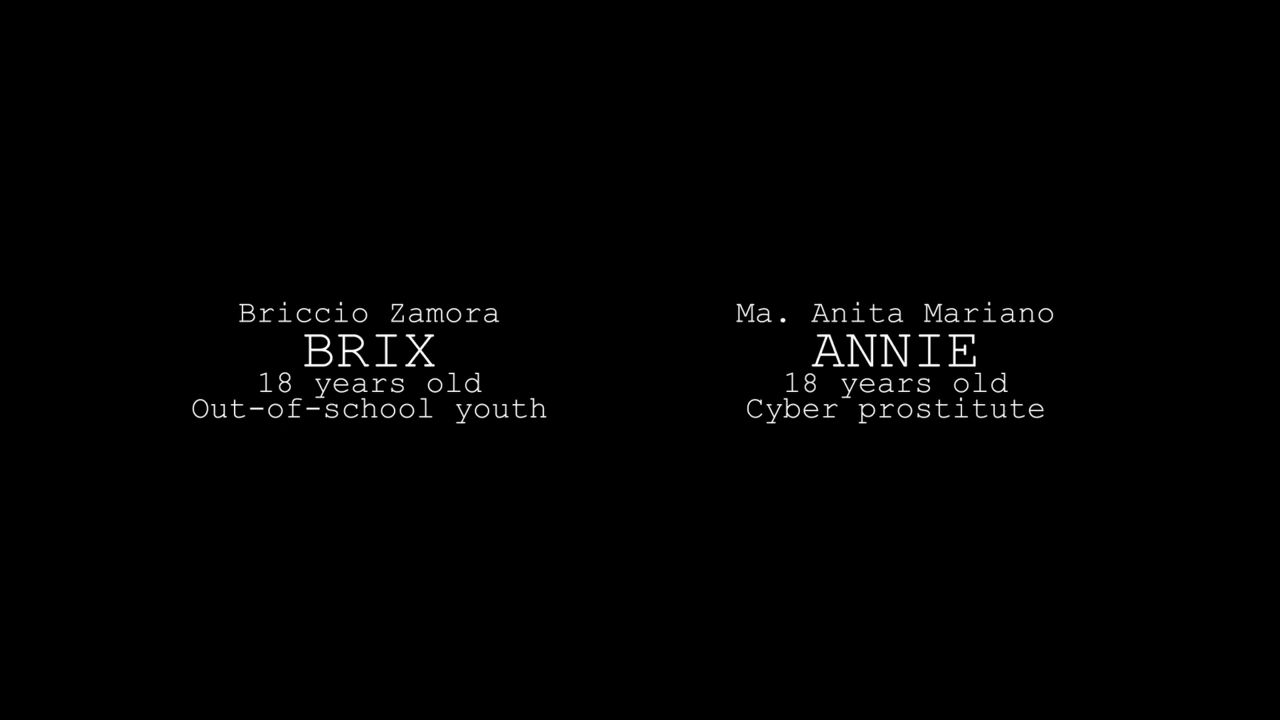 Briccio Zamora
BRIX
18 years old
Out-of-school youth
Ma. Anita Mariano
ANNIE
18 years old
Cyber prostitute